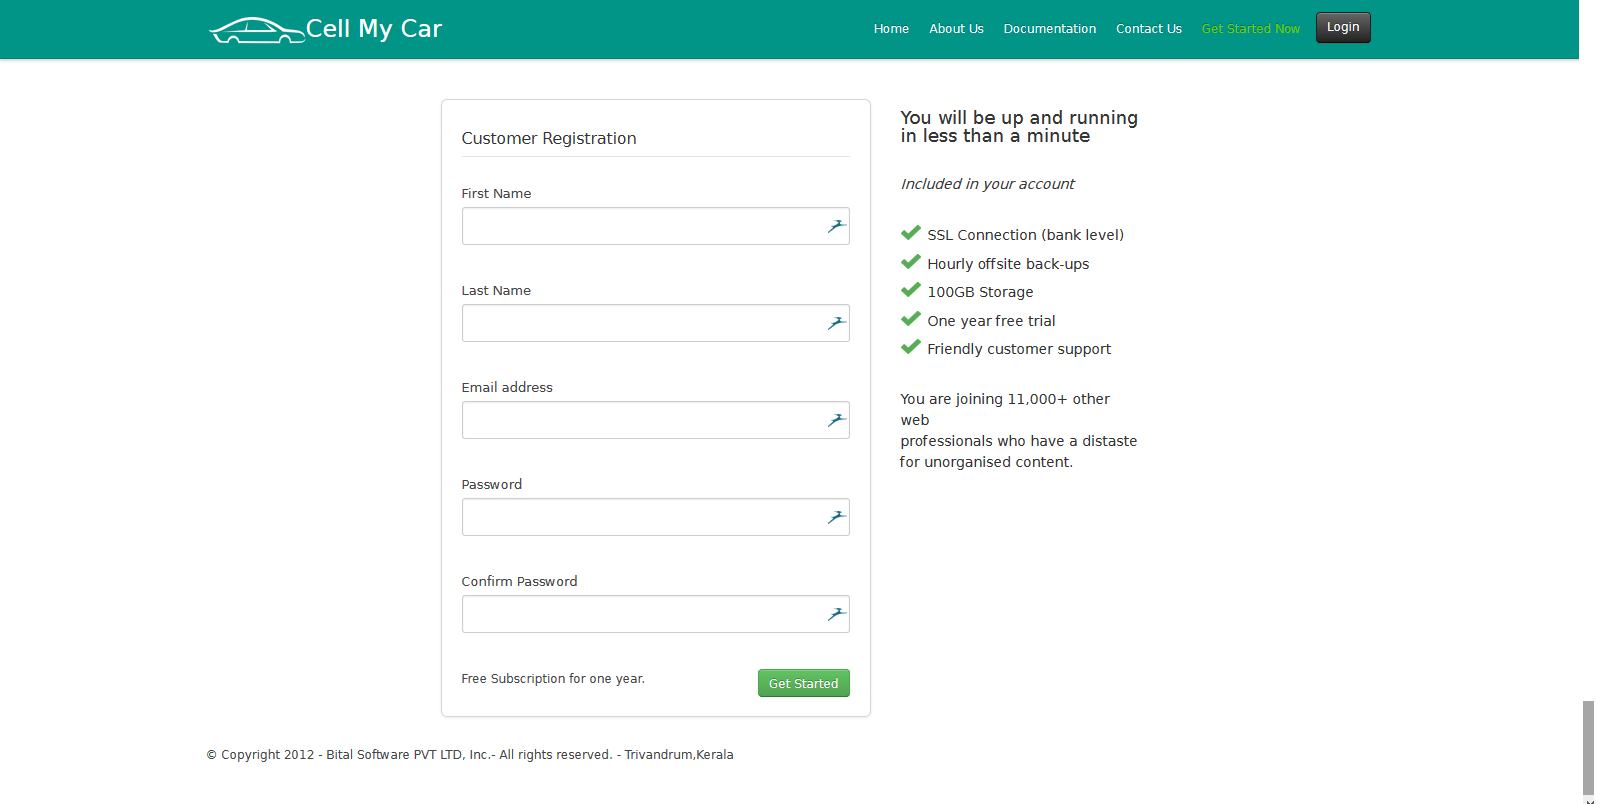 Cell My Car
Home
About Us
Documentation
Contact Us
Get Started Now
Login
Customer Registration
First Name
Last Name
Email address
Password
Confirm Password
Free Subscription for one year.
Get Started
You will be up and running
in less than a minute
Included in your account
SSL Connection (bank level)
Hourly offsite back-ups
100GB Storage
One year free trial
Friendly customer support
You are joining 11,000+ other
web
professionals who have a distaste
for unorganised content.
© Copyright 2012 - Bital Software PVT LTD, Inc.- All rights reserved. - Trivandrum,Kerala